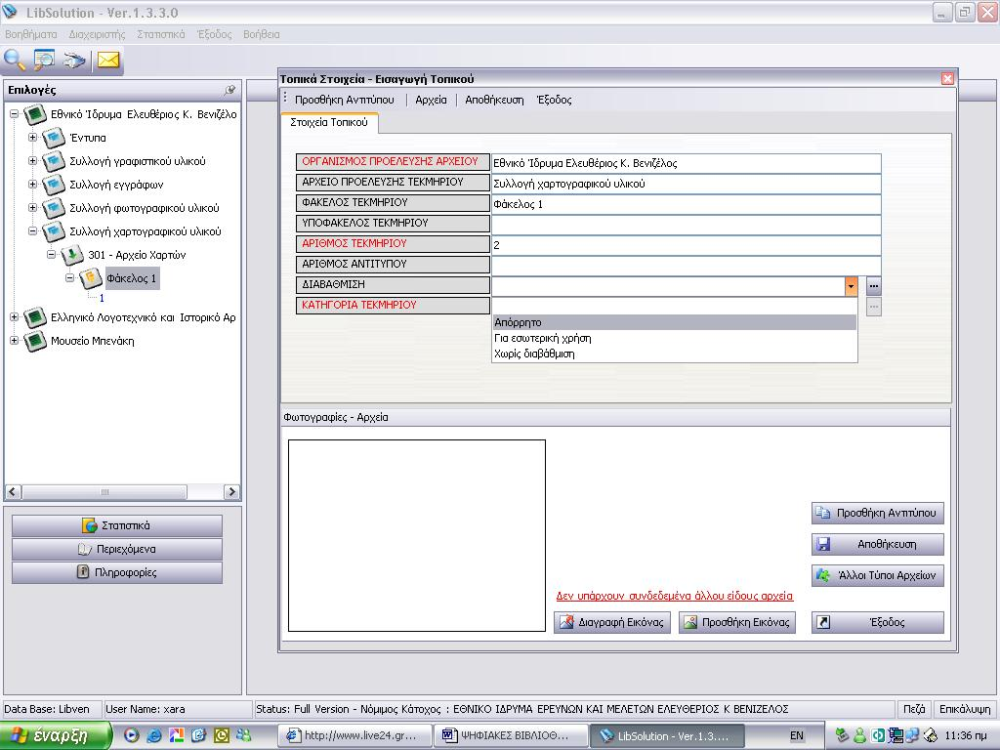 LibSolution - Ver.1.3.3.0
Βοηθήματα Διαχειριστής Στατιστικά Έξοδος Βοήθεια
Επιλογές
Εθνικό Ίδρυμα Ελευθέριος Κ. Βενιζέλο
Έντυπα
Συλλογή γραφιστικού υλικού
Συλλογή εγγράφων
Συλλογή φωτογραφικού υλικού
Συλλογή χαρτογραφικού υλικού
301 - Αρχείο Χαρτών
Φάκελος 1
1
Ελληνικό Λογοτεχνικό και Ιστορικό Αρ
Μουσείο Μπενάκη
Στατιστικά
Περιεχόμενα
Πληροφορίες
Τοπικά Στοιχεία - Εισαγωγή Τοπικού
Προσθήκη Αντιτύπου Αρχεία Αποθήκευση Έξοδος
Στοιχεία Τοπικού
ΟΡΓΑΝΙΣΜΟΣ ΠΡΟΕΛΕΥΣΗΣ ΑΡΧΕΙΟΥ Εθνικό Ίδρυμα Ελευθέριος Κ. Βενιζέλος
ΑΡΧΕΙΟ ΠΡΟΕΛΕΥΣΗΣ ΤΕΚΜΗΡΙΟΥ Συλλογή χαρτογραφικού υλικού
ΦΑΚΕΛΟΣ ΤΕΚΜΗΡΙΟΥ Φάκελος 1
ΥΠΟΦΑΚΕΛΟΣ ΤΕΚΜΗΡΙΟΥ
ΑΡΙΘΜΟΣ ΤΕΚΜΗΡΙΟΥ 2
ΑΡΙΘΜΟΣ ΑΝΤΙΤΥΠΟΥ
ΔΙΑΒΑΘΜΙΣΗ ...
ΚΑΤΗΓΟΡΙΑ ΤΕΚΜΗΡΙΟΥ ...
Απόρρητο
Για εσωτερική χρήση
Χωρίς διαβάθμιση
Φωτογραφίες - Αρχεία
Προσθήκη Αντιτύπου
Αποθήκευση
Άλλοι Τύποι Αρχείων
Δεν υπάρχουν συνδεδεμένα άλλου είδους αρχεία
Διαγραφή Εικόνας Προσθήκη Εικόνας Έξοδος
Data Base: Libven User Name: xara Status: Full Version - Νόμιμος Κάτοχος : ΕΘΝΙΚΟ ΙΔΡΥΜΑ ΕΡΕΥΝΩΝ ΚΑΙ ΜΕΛΕΤΩΝ ΕΛΕΥΘΕΡΙΟΣ Κ ΒΕΝΙΖΕΛΟΣ Πεζά Επικάλυψη
έναρξη http://www.live24.gr... ΨΗΦΙΑΚΕΣ ΒΙΒΛΙΟΘ... LibSolution - Ver.1.3.... EN 11:36 πμ